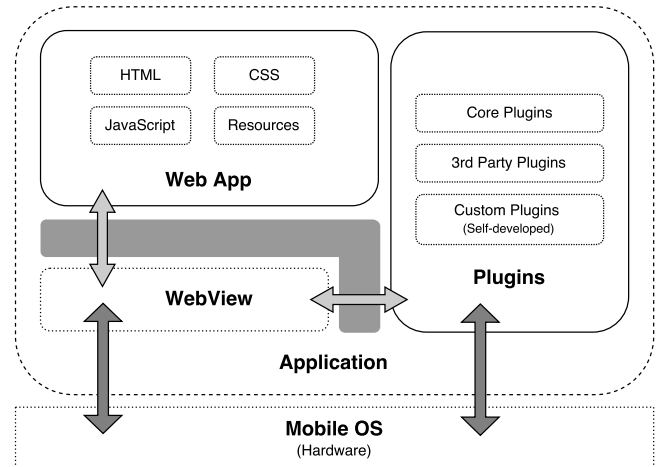 HTML
CSS
JavaScript
Resources
Web App
Core Plugins
3rd Party Plugins
Custom Plugins
(Self-developed)
Plugins
WebView
Application
Mobile OS
(Hardware)